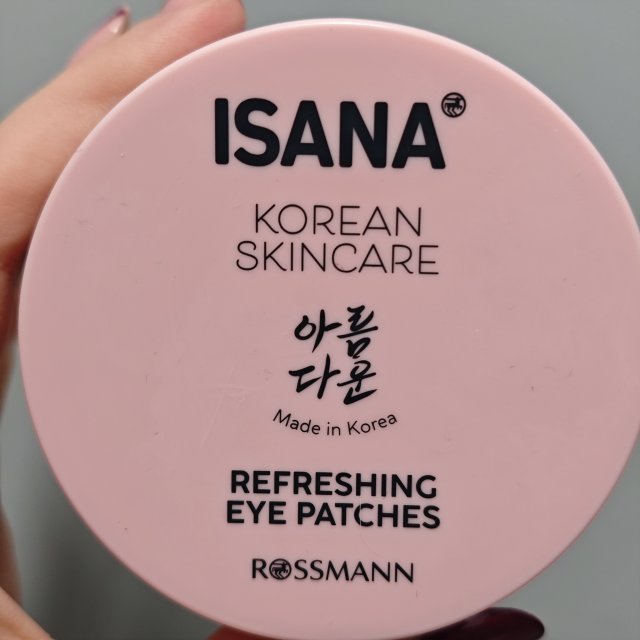 ISANA
KOREAN
SKINCARE
아름
다운
Made in Korea
REFRESHING
EYE PATCHES
ROSSMANN